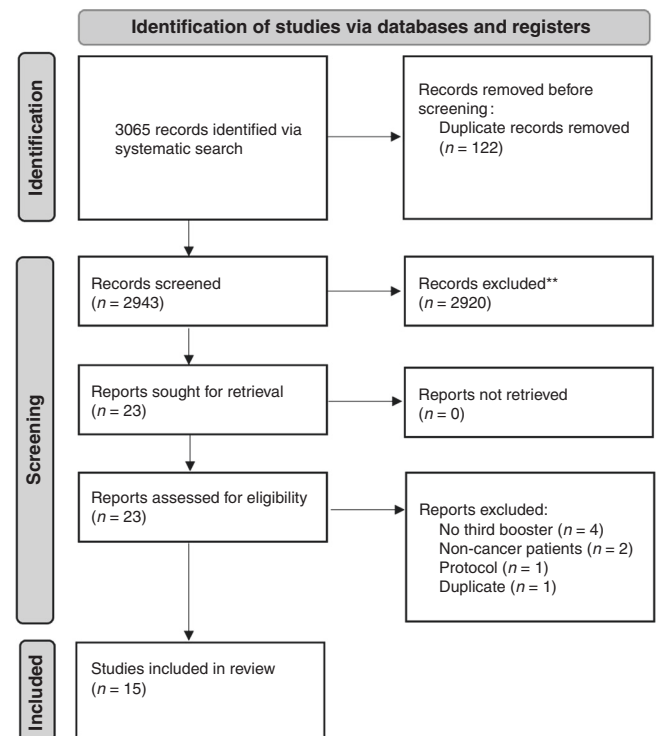 Identification of studies via databases and registers
Identification
3065 records identified via
systematic search
Records removed before
screening:
Duplicate records removed
(n = 122)
Screening
Records screened
(n = 2943)
Records excluded**
(n = 2920)
Reports sought for retrieval
(n = 23)
Reports not retrieved
(n = 0)
Reports assessed for eligibility
(n = 23)
Reports excluded:
No third booster (n = 4)
Non-cancer patients (n = 2)
Protocol (n = 1)
Duplicate (n = 1)
Included
Studies included in review
(n = 15)